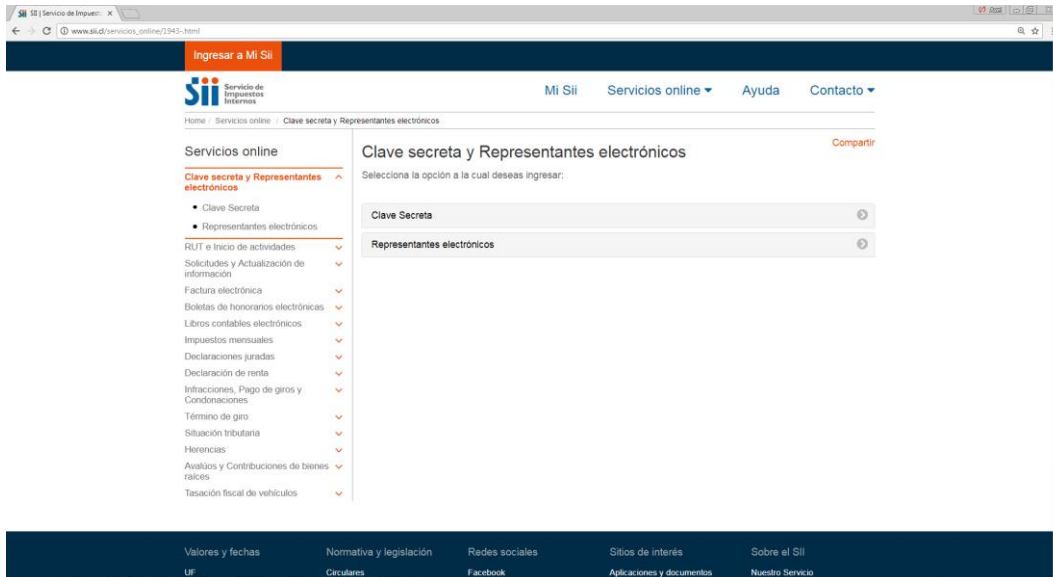 SII | Servicio de Impuest
www.sii.cl/servicios_online/1943-.html
Ingresar a Mi Sii
Sii Servicio de
Impuestos
Internos
Mi Sii Servicios online Ayuda Contacto
Home / Servicios online / Clave secreta y Representantes electrónicos
Servicios online
Clave secreta y Representantes
electrónicos
Clave Secreta
Representantes electrónicos
RUT e Inicio de actividades
Solicitudes y Actualización de
información
Factura electrónica
Boletas de honorarios electrónicas
Libros contables electrónicos
Impuestos mensuales
Declaraciones juradas
Declaración de renta
Infracciones, Pago de giros y
Condonaciones
Término de giro
Situación tributaria
Herencias
Avalúos y Contribuciones de bienes
raíces
Tasación fiscal de vehículos
Compartir
Clave secreta y Representantes electrónicos
Selecciona la opción a la cual deseas ingresar:
Clave Secreta
Representantes electrónicos
Valores y fechas Normativa y legislación Redes sociales Sitios de interés Sobre el SII
UF Circulares Facebook Aplicaciones y documentos Nuestro Servicio